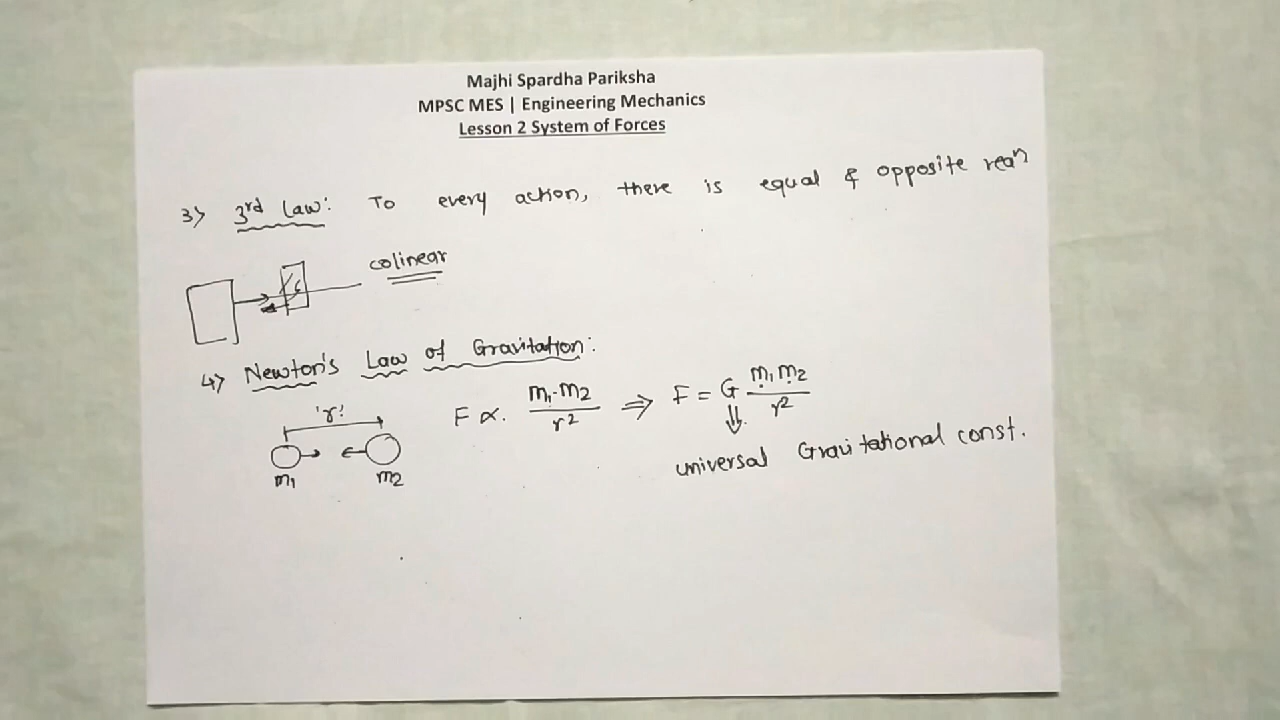 Majhi Spardha Pariksha
MPSC MES | Engineering Mechanics
Lesson 2 System of Forces
3> 3rd Law: To every action, there is equal & opposite rean
colinear
4> Newton's Law of Gravitation:
'r'
m1 m2
F ∝. m1.m2 / r² ⇒ F = G m1 m2 / r²
universal Gravitational const.